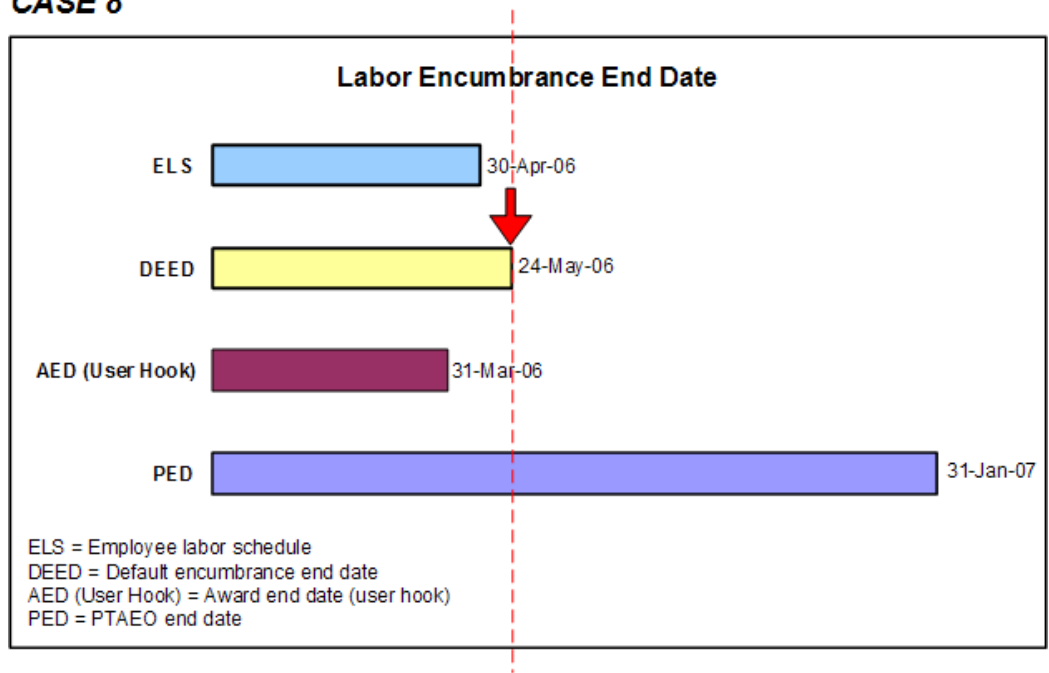 CASE 8
Labor Encumbrance End Date
ELS
30-Apr-06
DEED
24-May-06
AED (User Hook)
31-Mar-06
PED
31-Jan-07
ELS = Employee labor schedule
DEED = Default encumbrance end date
AED (User Hook) = Award end date (user hook)
PED = PTAEO end date